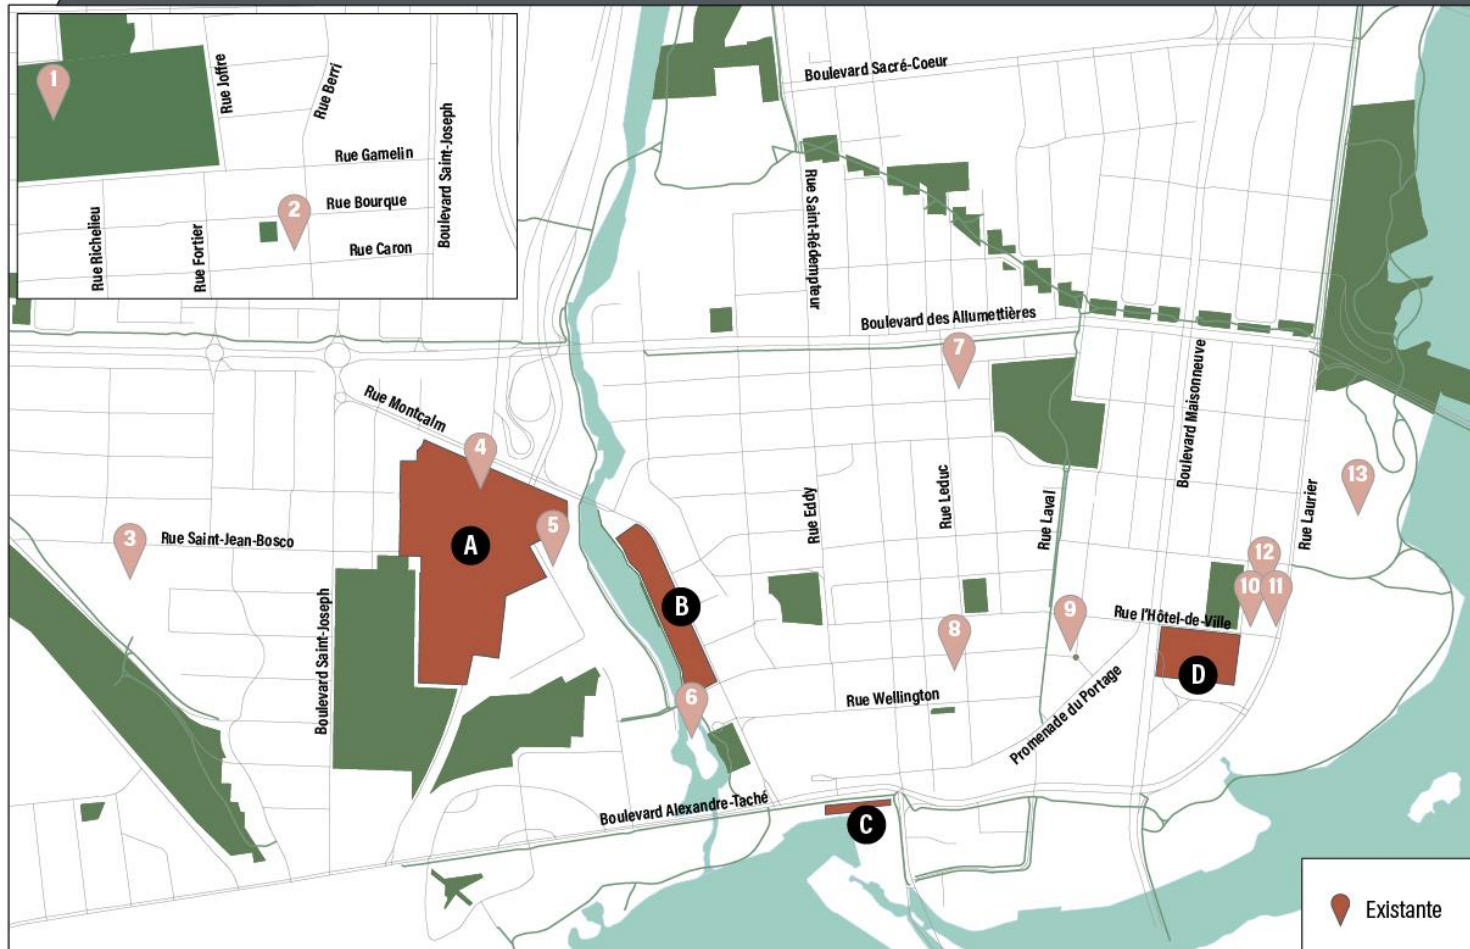 1
Rue Joffre
Rue Berri
Boulevard Saint-Joseph
Rue Gamelin
Rue Bourque
2
Rue Caron
Rue Richelieu
Rue Fortier
Boulevard Sacré-Coeur
Rue Saint-Rédempteur
Boulevard des Allumettières
7
Boulevard Maisonneuve
Rue Montcalm
4
13
Rue Eddy
Rue Leduc
Rue Laval
Rue Laurier
3
Rue Saint-Jean-Bosco
A
5
12
10
11
B
9
Rue l'Hôtel-de-Ville
8
Boulevard Saint-Joseph
D
6
Rue Wellington
Promenade du Portage
Boulevard Alexandre-Taché
C
Existante